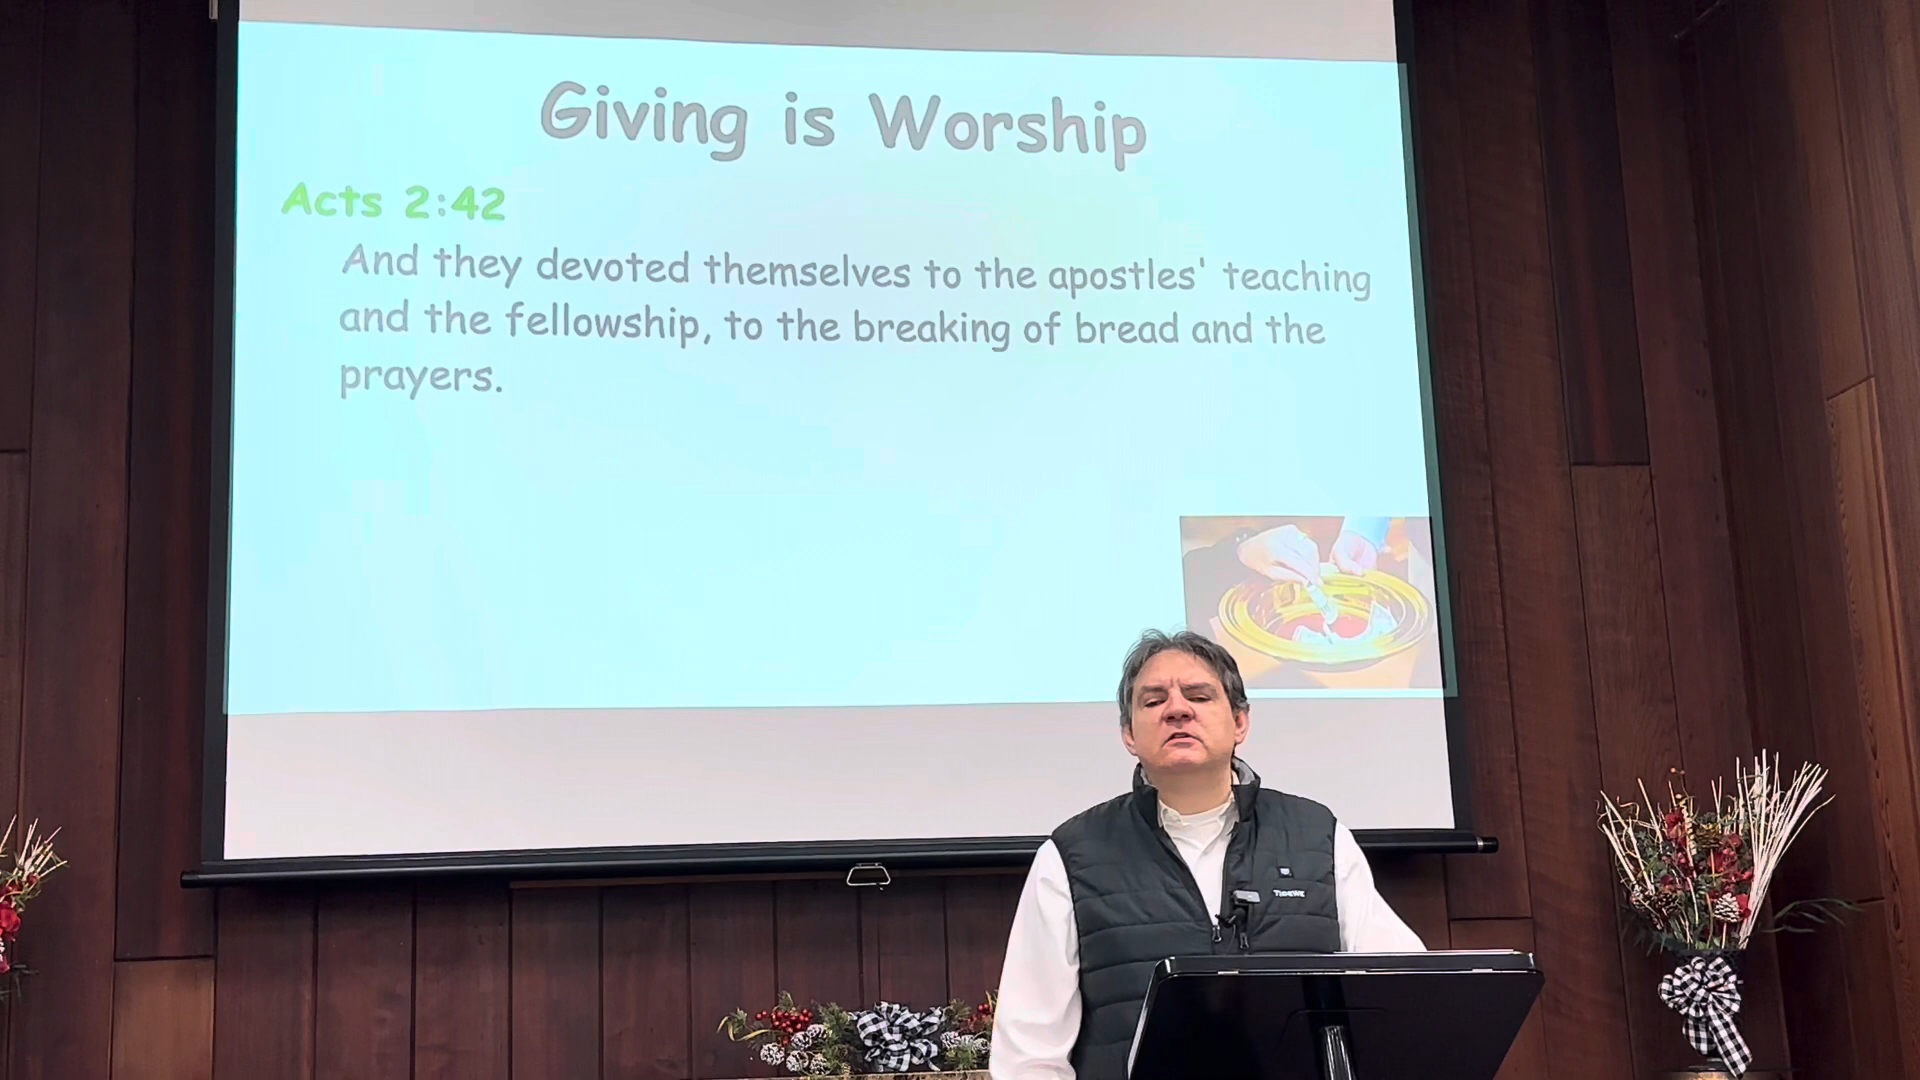 Giving is Worship
Acts 2:42
And they devoted themselves to the apostles' teaching
and the fellowship, to the breaking of bread and the
prayers.
TIDEWE